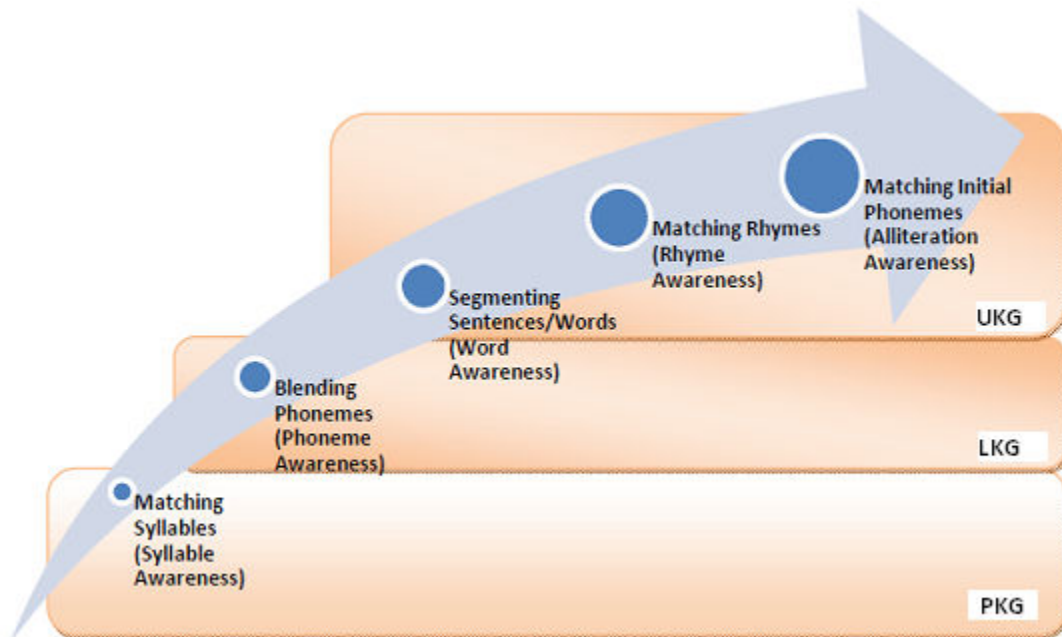 Matching Initial
Phonemes
(Alliteration
Awareness)
Matching Rhymes
(Rhyme
Awareness)
Segmenting
Sentences/Words
(Word
Awareness)
UKG
Blending
Phonemes
(Phoneme
Awareness)
LKG
Matching
Syllables
(Syllable
Awareness)
PKG